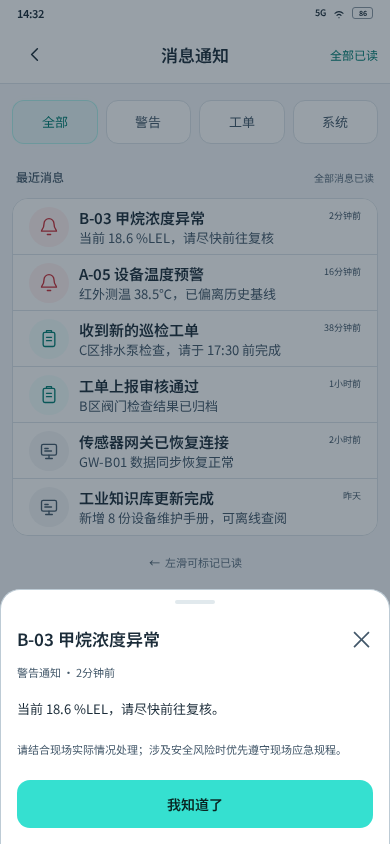 14:32
5G
86
消息通知
全部已读
全部
警告
工单
系统
最近消息
全部消息已读
B-03 甲烷浓度异常
2分钟前
当前 18.6 %LEL，请尽快前往复核
A-05 设备温度预警
16分钟前
红外测温 38.5°C，已偏离历史基线
收到新的巡检工单
38分钟前
C区排水泵检查，请于 17:30 前完成
工单上报审核通过
1小时前
B区阀门检查结果已归档
传感器网关已恢复连接
2小时前
GW-B01 数据同步恢复正常
工业知识库更新完成
昨天
新增 8 份设备维护手册，可离线查阅
← 左滑可标记已读
B-03 甲烷浓度异常
警告通知 · 2分钟前
当前 18.6 %LEL，请尽快前往复核。
请结合现场实际情况处理；涉及安全风险时优先遵守现场应急规程。
我知道了